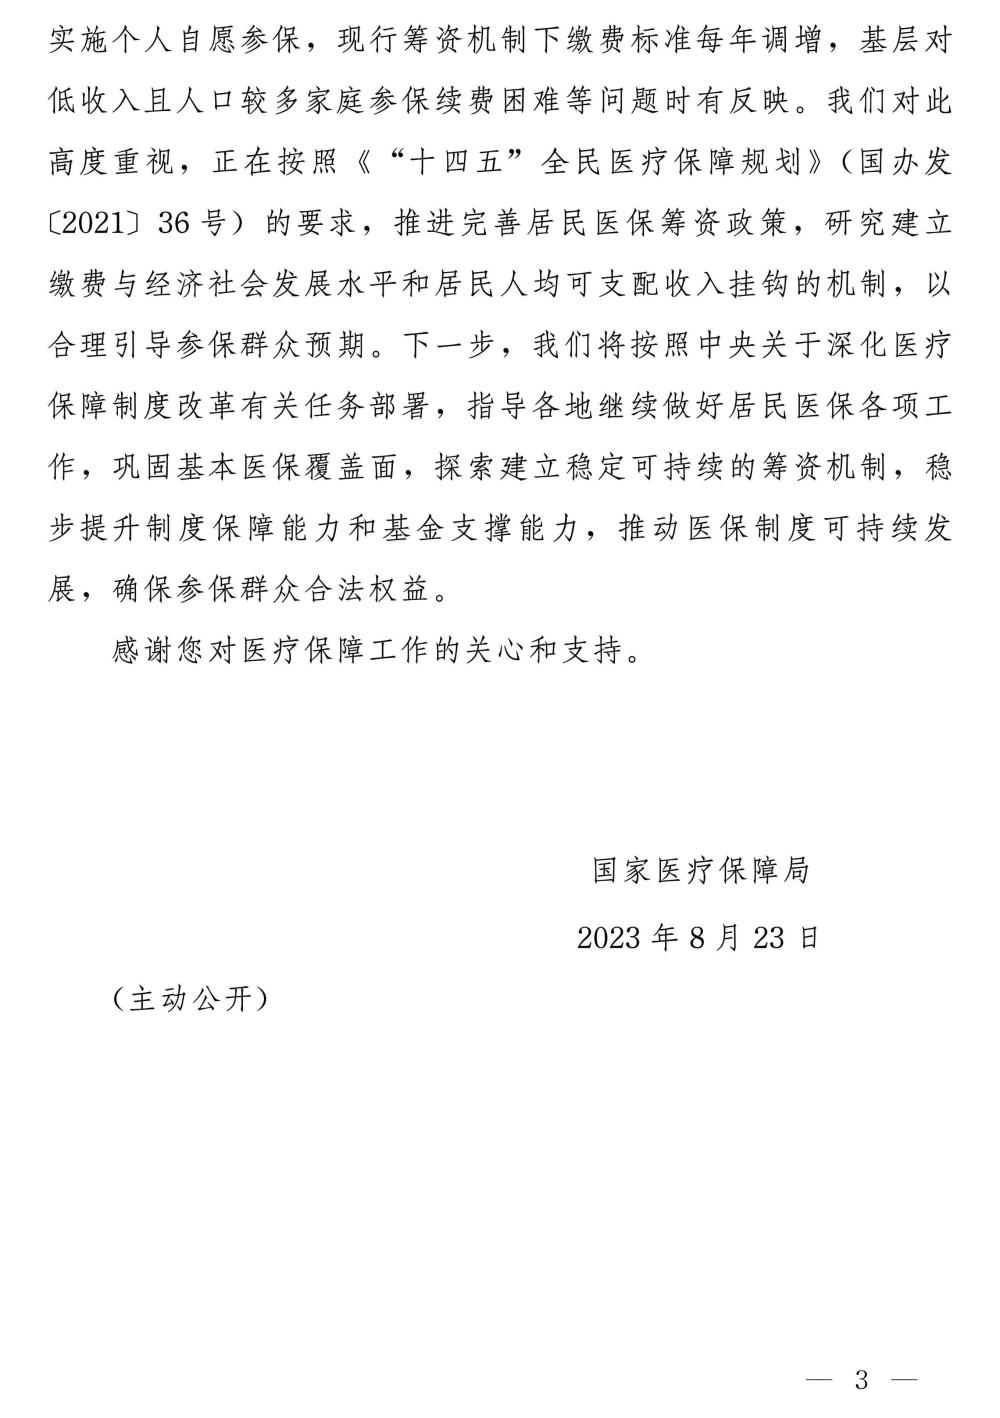 实施个人自愿参保，现行筹资机制下缴费标准每年调增，基层对
低收入且人口较多家庭参保续费困难等问题时有反映。我们对此
高度重视，正在按照《“十四五”全民医疗保障规划》（国办发
〔2021〕36 号）的要求，推进完善居民医保筹资政策，研究建立
缴费与经济社会发展水平和居民人均可支配收入挂钩的机制，以
合理引导参保群众预期。下一步，我们将按照中央关于深化医疗
保障制度改革有关任务部署，指导各地继续做好居民医保各项工
作，巩固基本医保覆盖面，探索建立稳定可持续的筹资机制，稳
步提升制度保障能力和基金支撑能力，推动医保制度可持续发
展，确保参保群众合法权益。
感谢您对医疗保障工作的关心和支持。
国家医疗保障局
2023 年 8 月 23 日
（主动公开）
— 3 —